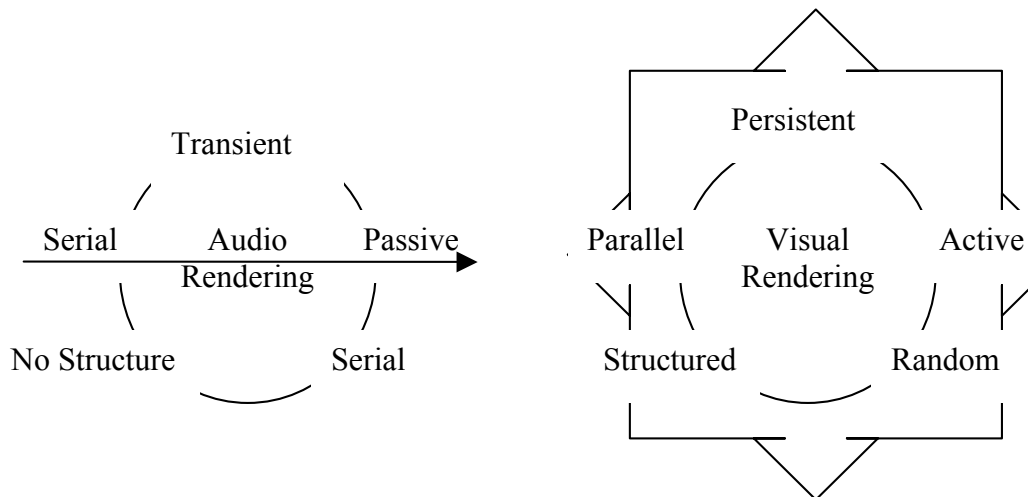 Transient
Serial
Audio
Rendering
Passive
No Structure
Serial
Persistent
Parallel
Visual
Rendering
Active
Structured
Random